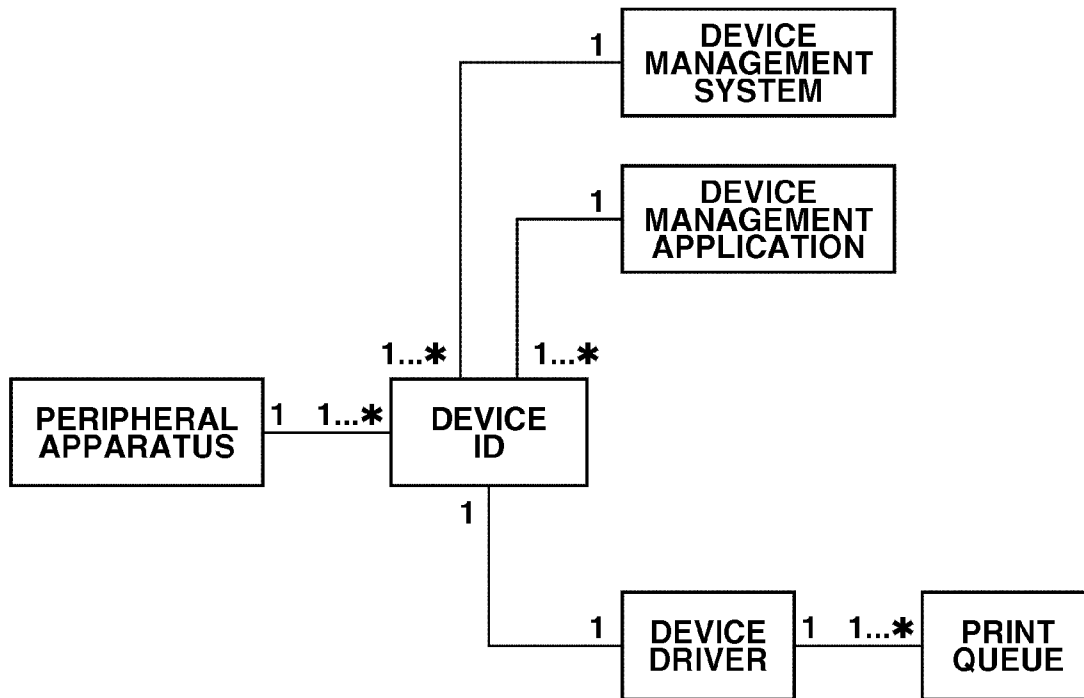 DEVICE
MANAGEMENT
SYSTEM
1
DEVICE
MANAGEMENT
APPLICATION
1
1...*
1...*
PERIPHERAL
APPARATUS
1
1...*
DEVICE
ID
1
1
DEVICE
DRIVER
1
1...*
PRINT
QUEUE